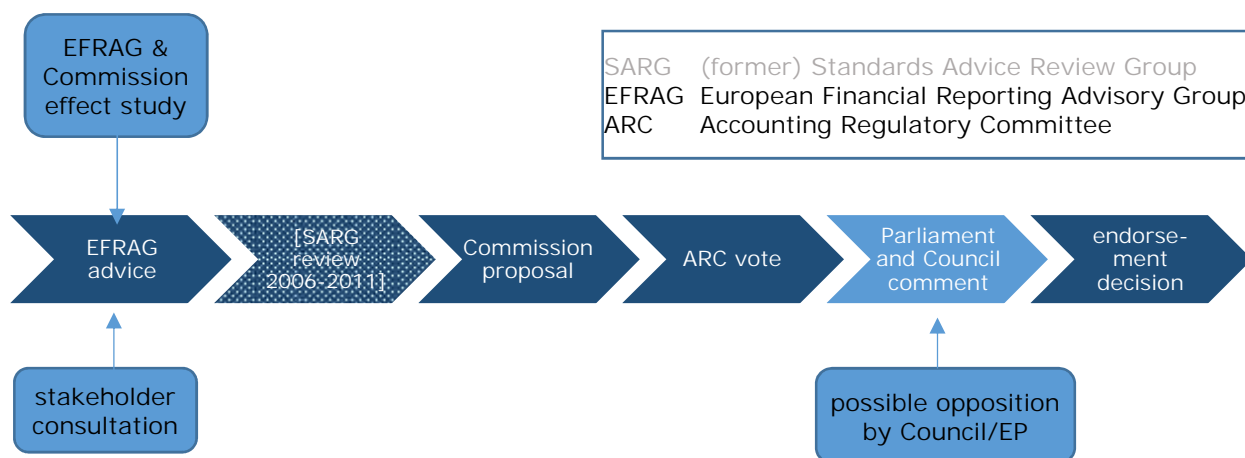 EFRAG &
Commission
effect study
SARG (former) Standards Advice Review Group
EFRAG European Financial Reporting Advisory Group
ARC Accounting Regulatory Committee
EFRAG
advice
[SARG
review
2006-2011]
Commission
proposal
ARC vote
Parliament
and Council
comment
endorse-
ment
decision
stakeholder
consultation
possible opposition
by Council/EP